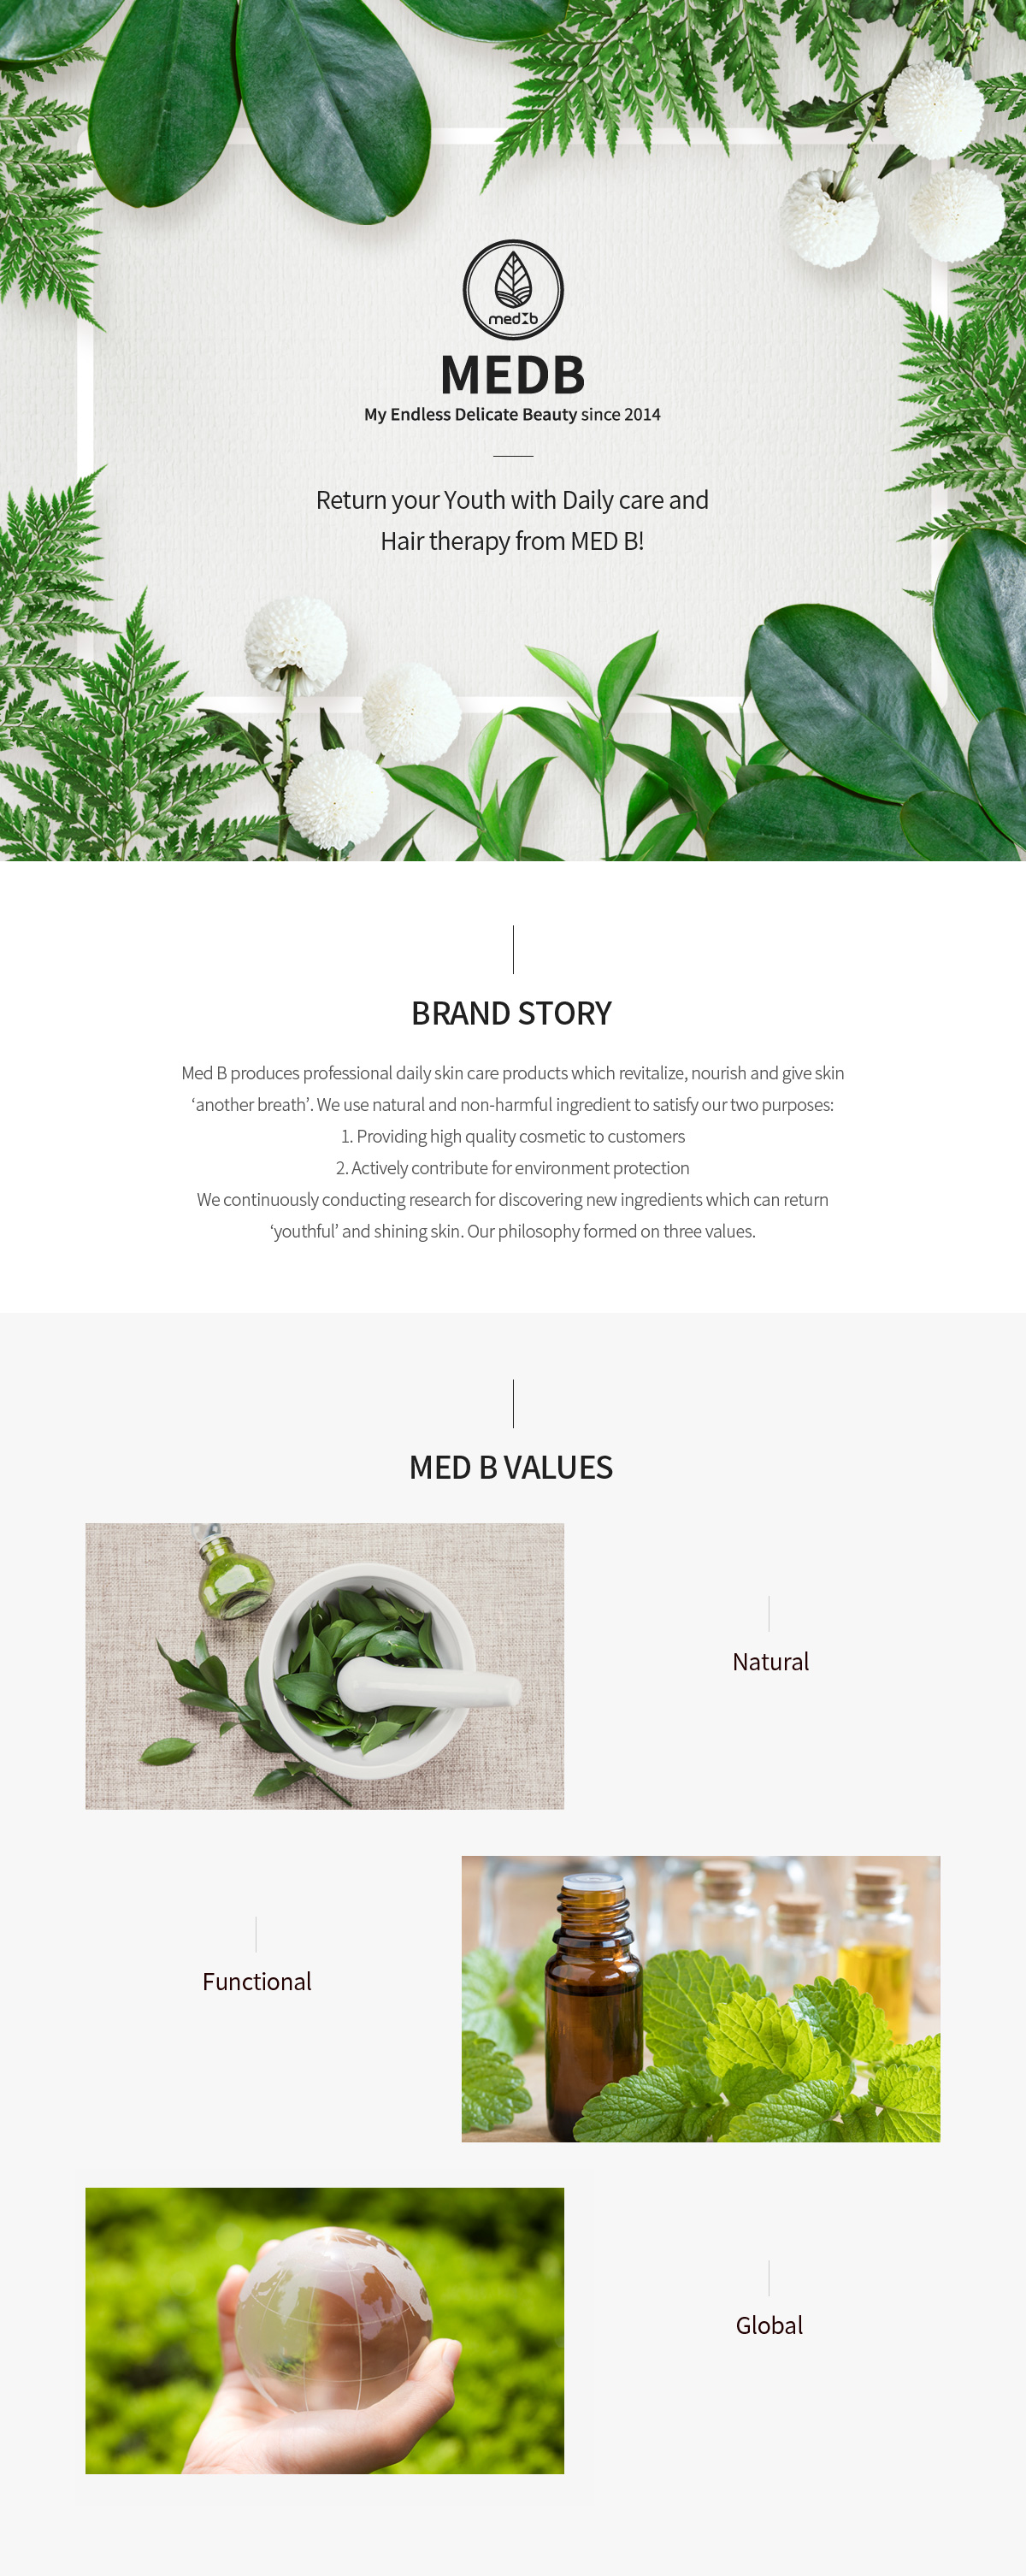 med:b
MEDB
My Endless Delicate Beauty since 2014
Return your Youth with Daily care and
Hair therapy from MED B!
BRAND STORY
Med B produces professional daily skin care products which revitalize, nourish and give skin
‘another breath’. We use natural and non-harmful ingredient to satisfy our two purposes:
1. Providing high quality cosmetic to customers
2. Actively contribute for environment protection
We continuously conducting research for discovering new ingredients which can return
‘youthful’ and shining skin. Our philosophy formed on three values.
MED B VALUES
Natural
Functional
Global